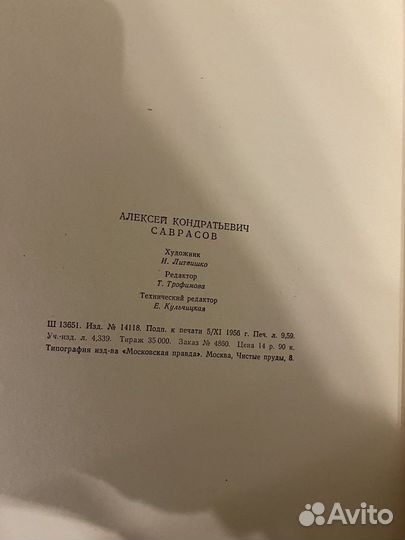 АЛЕКСЕЙ КОНДРАТЬЕВИЧ
САВРАСОВ
Художник
И. Литвишко
Редактор
Т. Трофимова
Технический редактор
Е. Кульчицкая
Ш 13651. Изд. № 14118. Подп. к печати 5/XI 1956 г. Печ. л. 9,59.
Уч.-изд. л. 4,339. Тираж 35 000. Заказ № 4860. Цена 14 р. 90 к.
Типография изд-ва «Московская правда». Москва, Чистые пруды, 8.
Avito